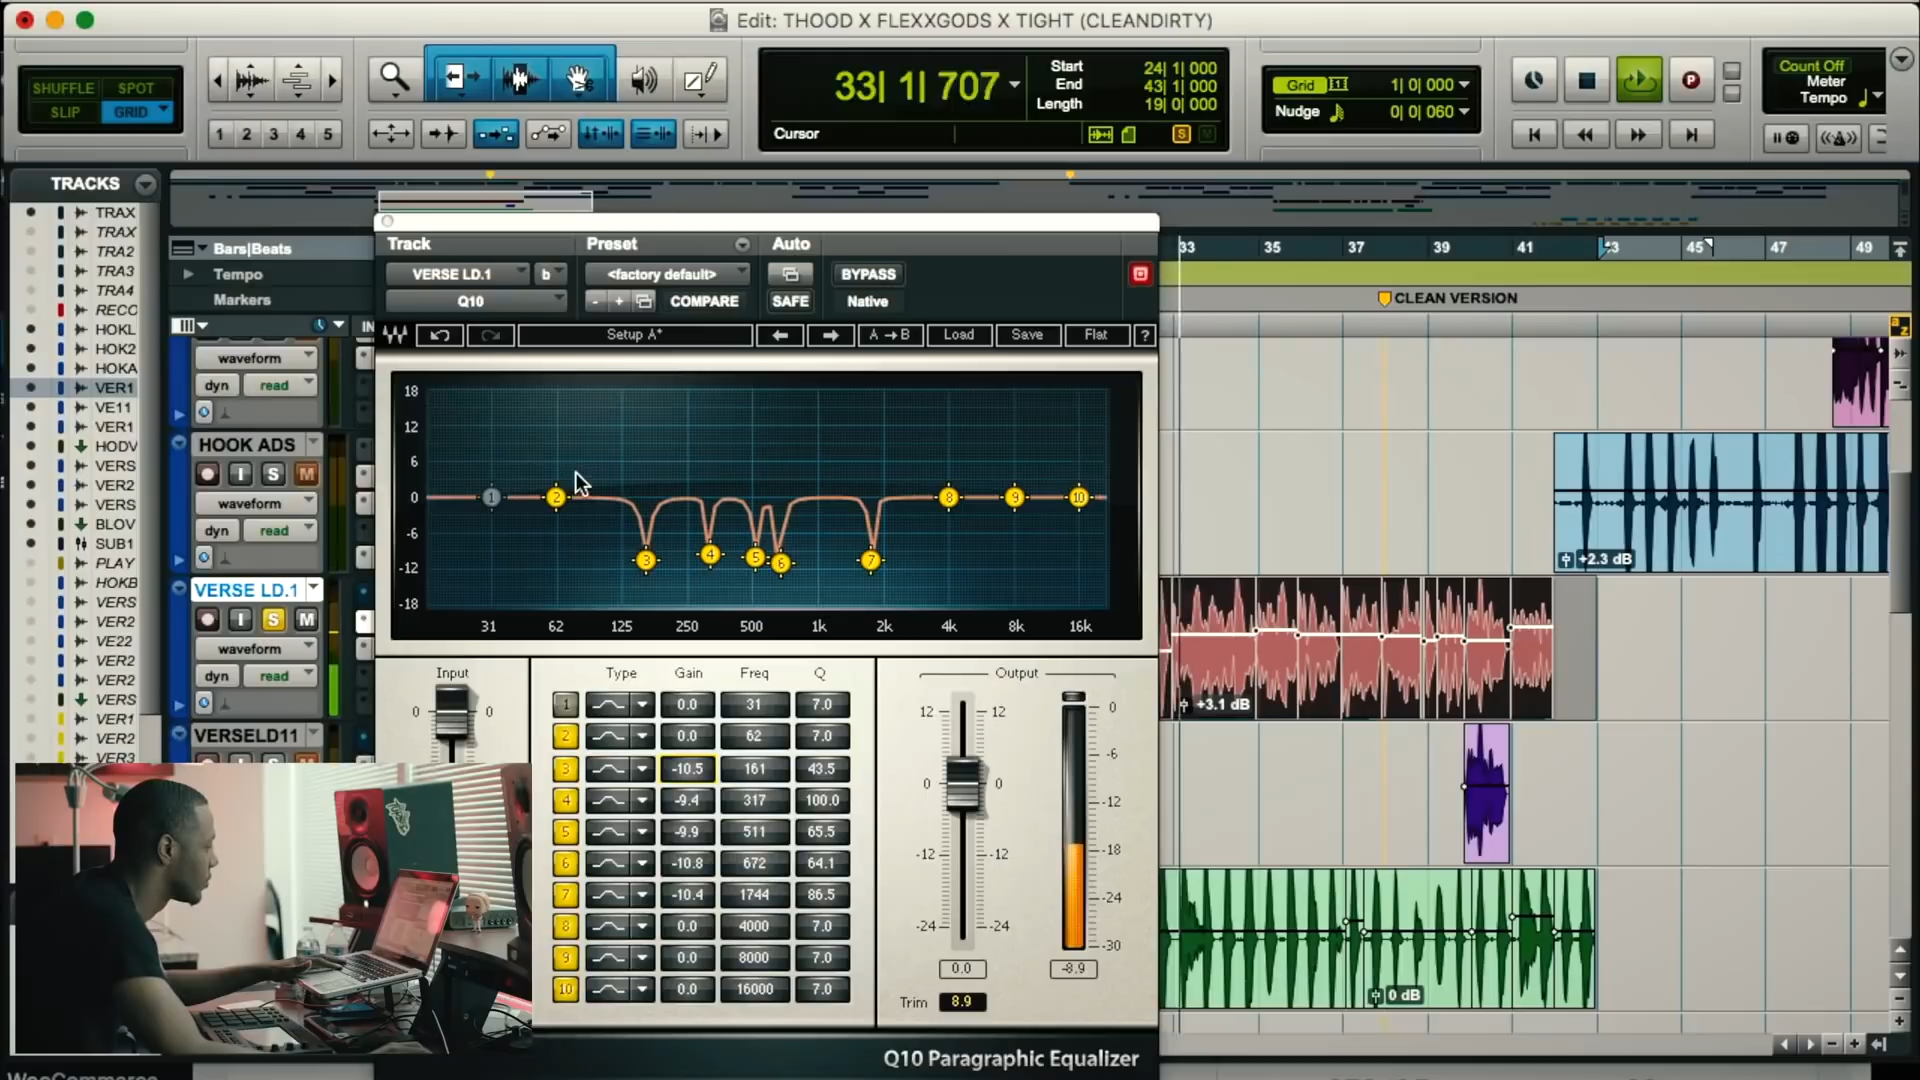 Edit: THOOD X FLEXXGODS X TIGHT (CLEANDIRTY)
SHUFFLE SPOT
SLIP GRID
1 2 3 4 5
33| 1| 707
Start 24| 1| 000
End 43| 1| 000
Length 19| 0| 000
Cursor
S M
Grid 1| 0| 000
Nudge 0| 0| 060
P
Count Off
Meter
Tempo
TRACKS
TRAX
TRAX
TRA2
TRA3
TRA4
RECO
HOKL
HOK2
HOKA
VER1
VE11
VER1
HODV
VERS
VER2
VERS
BLOV
SUB1
PLAY
HOKB
VERS
VER2
VE22
VER2
VER2
VERS
VER1
VER2
VER3
Bars|Beats
Tempo
Markers
IN
waveform
dyn read
HOOK ADS
I S M
waveform
dyn read
VERSE LD.1
I S M
waveform
dyn read
VERSELD11
Track Preset Auto
VERSE LD.1 b <factory default> BYPASS
Q10 - + COMPARE SAFE Native
Setup A* A→B Load Save Flat ?
18
12
6
0
-6
-12
-18
1 2 3 4 5 6 7 8 9 10
31 62 125 250 500 1k 2k 4k 8k 16k
Input
0 0
Type Gain Freq Q
1 0.0 31 7.0
2 0.0 62 7.0
3 -10.5 161 43.5
4 -9.4 317 100.0
5 -9.9 511 65.5
6 -10.8 672 64.1
7 -10.4 1744 86.5
8 0.0 4000 7.0
9 0.0 8000 7.0
10 0.0 16000 7.0
Output
12 12
0 0
-12 -12
-24 -24
0
-6
-12
-18
-24
-30
0.0 -8.9
Trim 8.9
Q10 Paragraphic Equalizer
33 35 37 39 41 43 45 47 49
CLEAN VERSION
a z
+2.3 dB
+3.1 dB
0 dB